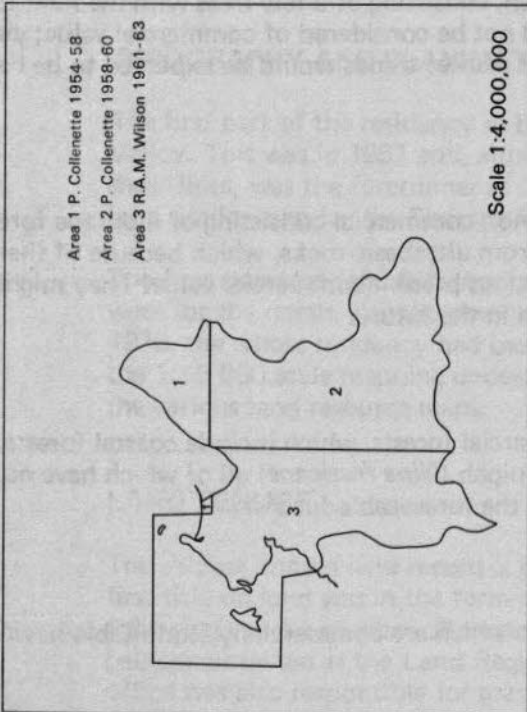 Area 1 P. Collenette 1954-58
Area 2 P. Collenette 1958-60
Area 3 R.A.M. Wilson 1961-63
1
2
3
Scale 1:4,000,000